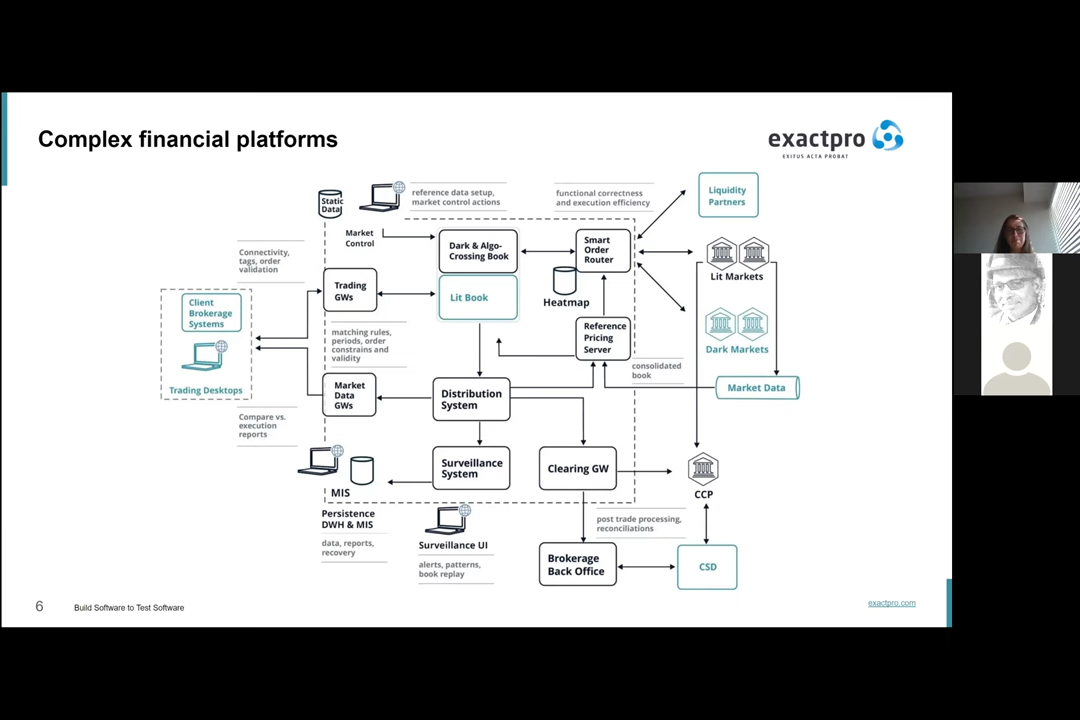 Complex financial platforms
exactpro
EXITUS ACTA PROBAT
Static
Data
reference data setup,
market control actions
functional correctness
and execution efficiency
Liquidity
Partners
Market
Control
Dark & Algo-
Crossing Book
Smart
Order
Router
Connectivity,
tags, order
validation
Lit Markets
Trading
GWs
Lit Book
Heatmap
Client
Brokerage
Systems
Reference
Pricing
Server
matching rules,
periods, order
constrains and
validity
Dark Markets
consolidated
book
Trading Desktops
Market
Data
GWs
Distribution
System
Market Data
Compare vs.
execution
reports
Surveillance
System
Clearing GW
MIS
CCP
Persistence
DWH & MIS
data, reports,
recovery
Surveillance UI
alerts, patterns,
book replay
post trade processing,
reconciliations
Brokerage
Back Office
CSD
6
Build Software to Test Software
exactpro.com